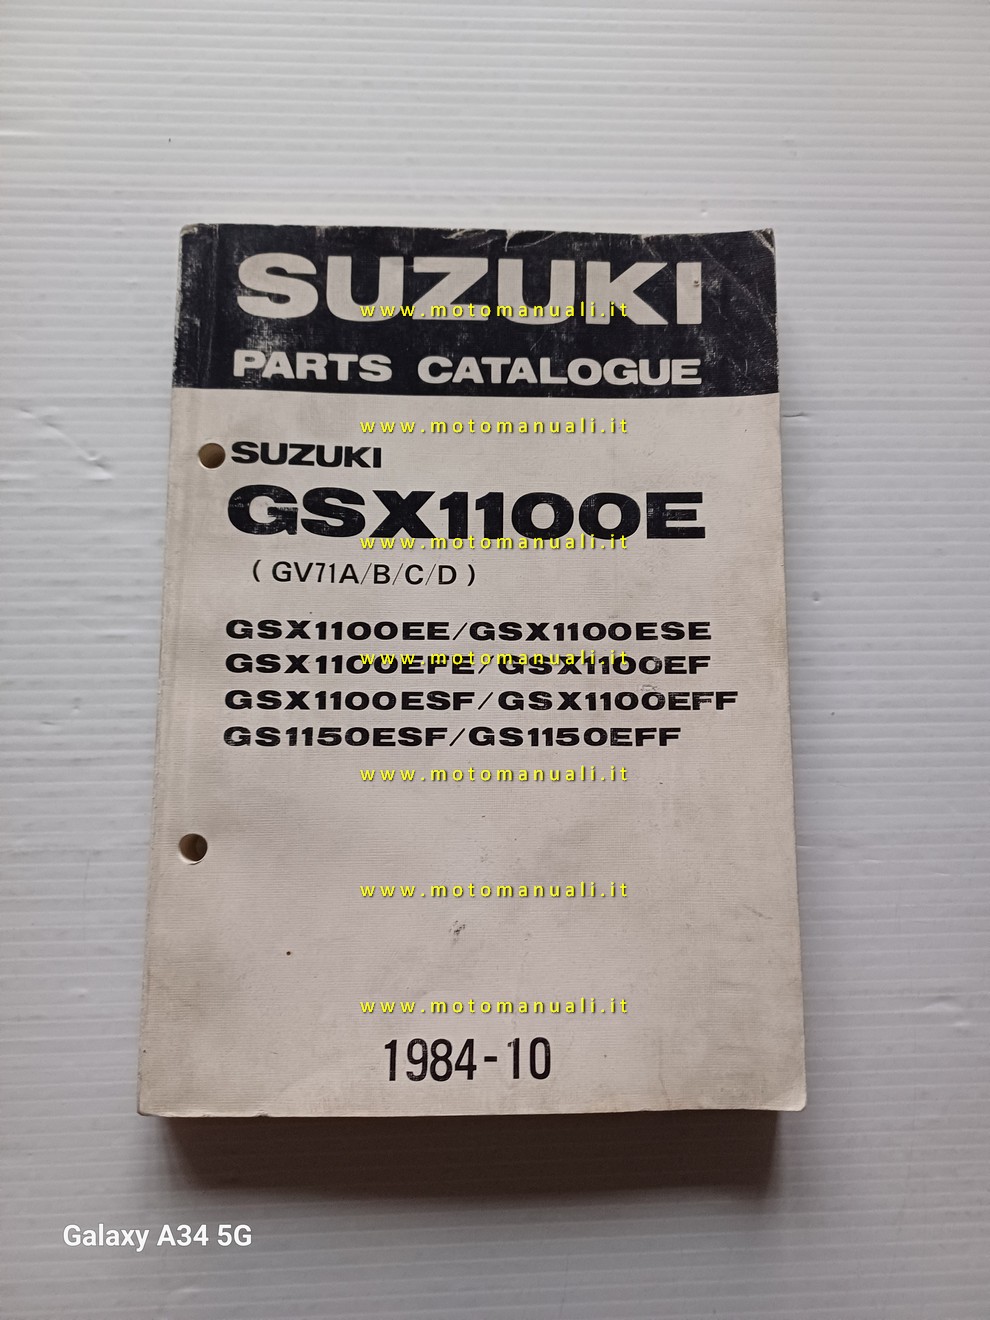 SUZUKI
www.motomanuali.it
PARTS CATALOGUE
www.motomanuali.it
SUZUKI
GSX1100E
www.motomanuali.it
( GV71A/B/C/D )
GSX1100EE/GSX1100ESE
GSX1100EFE/GSX1100EF
www.motomanuali.it
GSX1100ESF/GSX1100EFF
GS1150ESF/GS1150EFF
www.motomanuali.it
www.motomanuali.it
www.motomanuali.it
1984-10
Galaxy A34 5G